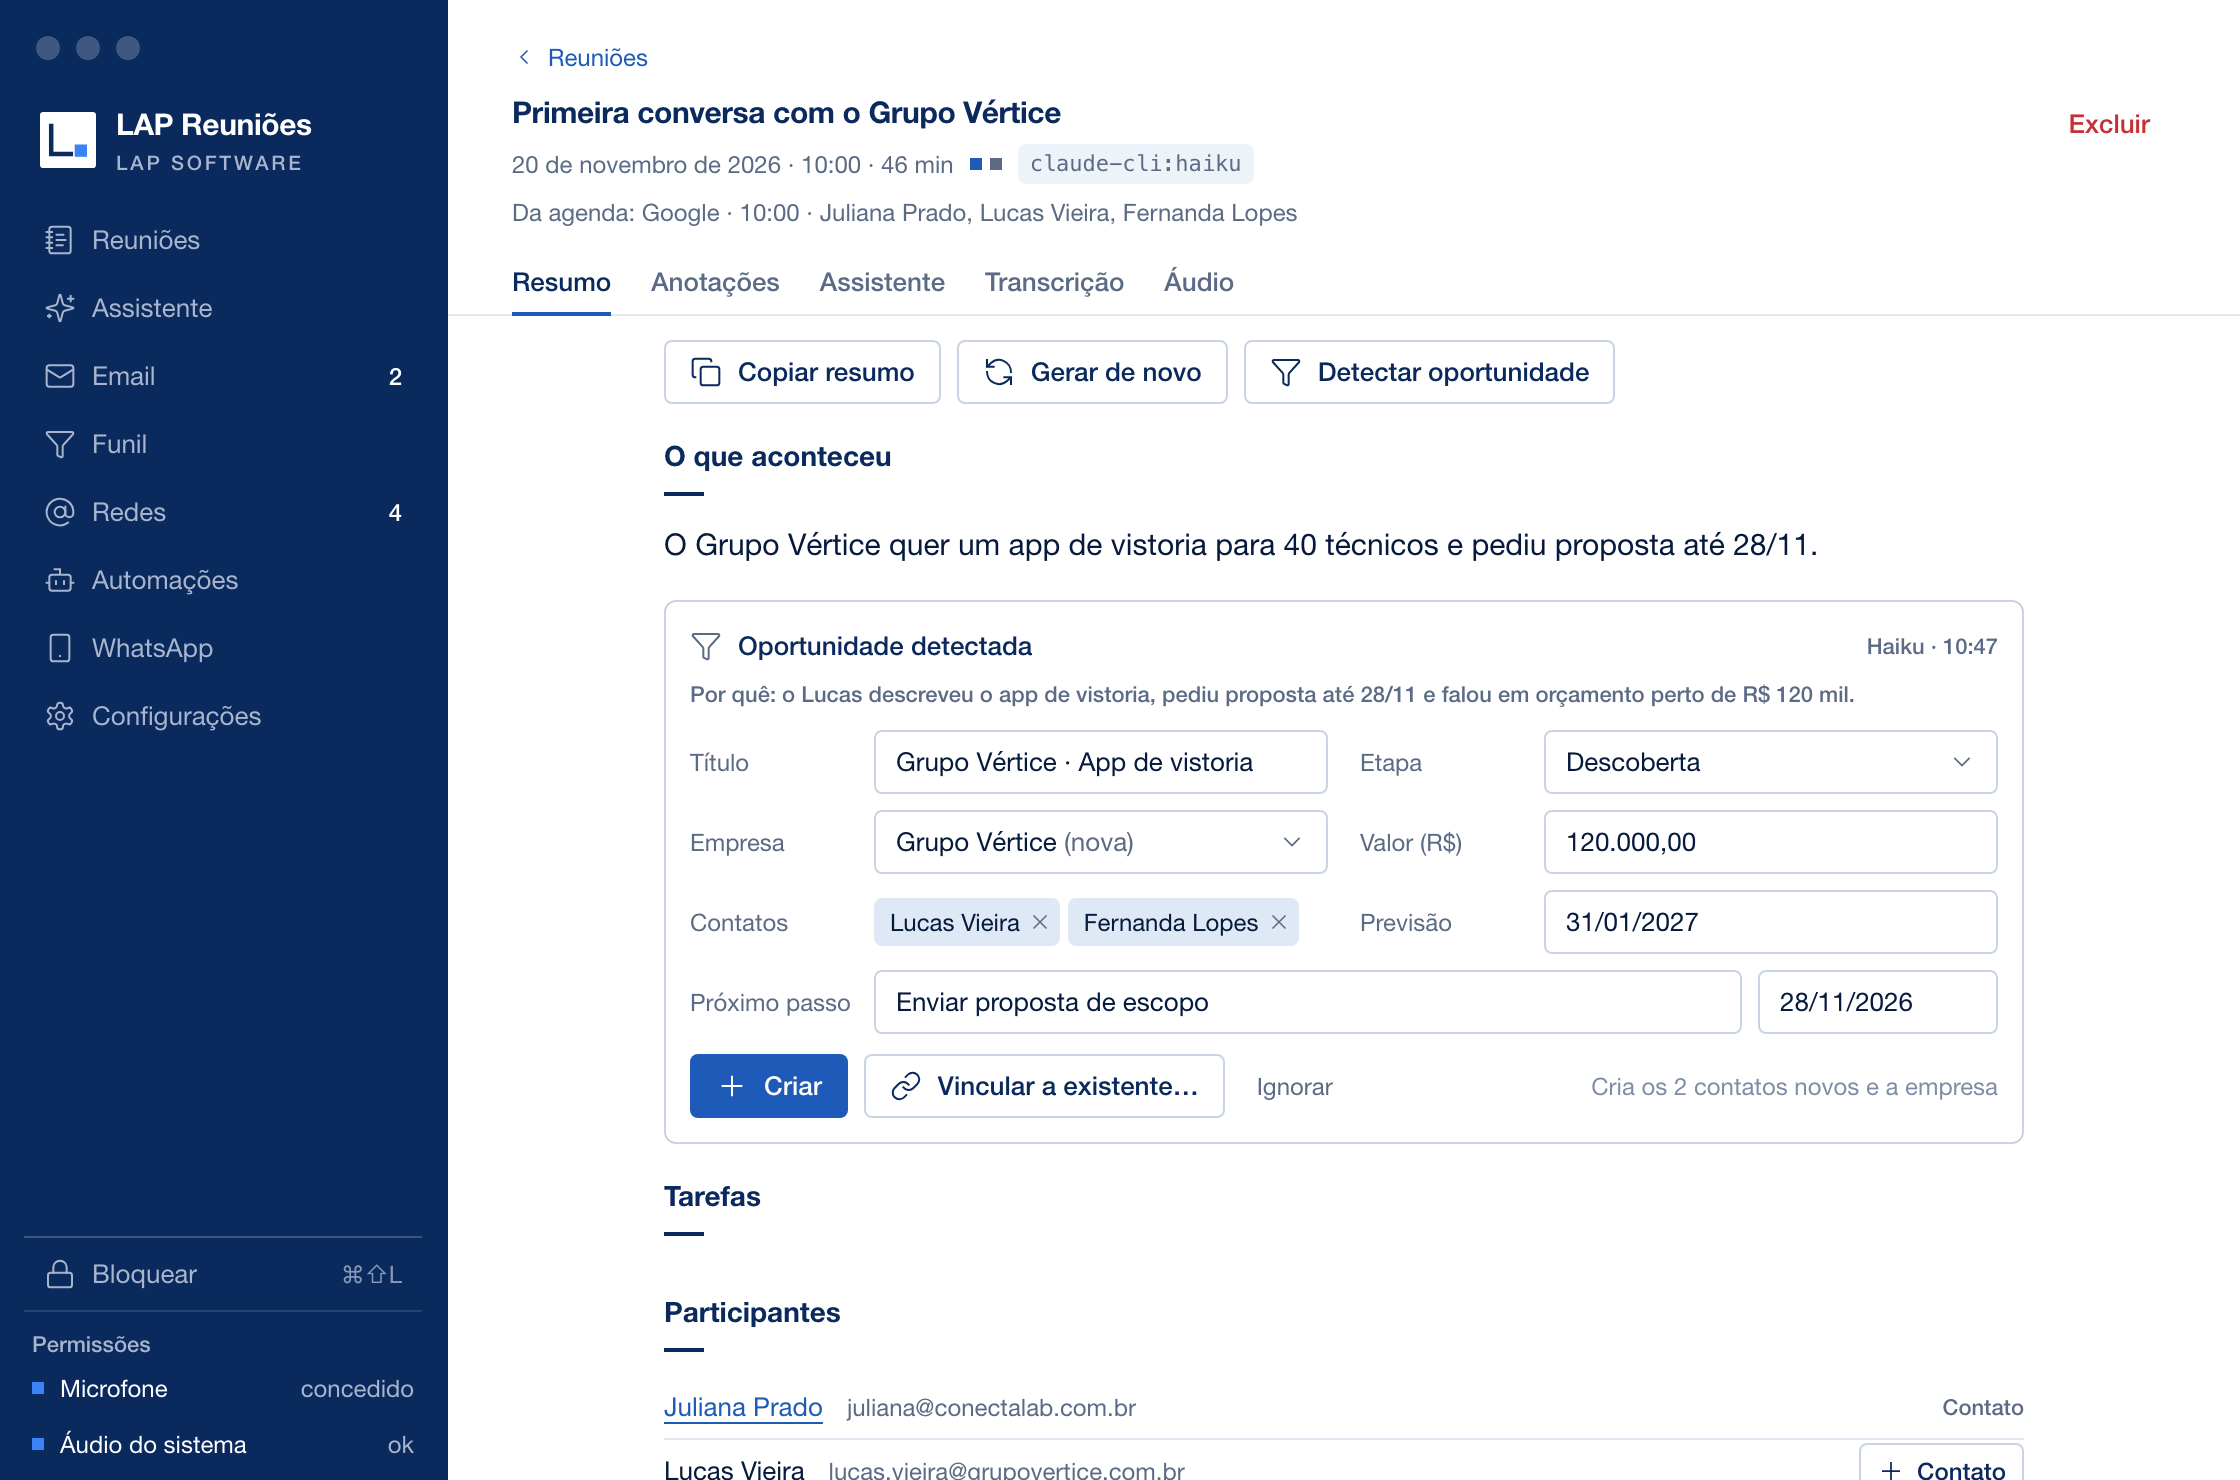 LAP Reuniões
LAP SOFTWARE
Reuniões
Assistente
Email 2
Funil
Redes 4
Automações
WhatsApp
Configurações
Bloquear ⌘⇧L
Permissões
Microfone concedido
Áudio do sistema ok
Reuniões
Primeira conversa com o Grupo Vértice
Excluir
20 de novembro de 2026 · 10:00 · 46 min claude-cli:haiku
Da agenda: Google · 10:00 · Juliana Prado, Lucas Vieira, Fernanda Lopes
Resumo Anotações Assistente Transcrição Áudio
Copiar resumo Gerar de novo Detectar oportunidade
O que aconteceu
O Grupo Vértice quer um app de vistoria para 40 técnicos e pediu proposta até 28/11.
Oportunidade detectada Haiku · 10:47
Por quê: o Lucas descreveu o app de vistoria, pediu proposta até 28/11 e falou em orçamento perto de R$ 120 mil.
Título Grupo Vértice · App de vistoria Etapa Descoberta
Empresa Grupo Vértice (nova) Valor (R$) 120.000,00
Contatos Lucas Vieira Fernanda Lopes Previsão 31/01/2027
Próximo passo Enviar proposta de escopo 28/11/2026
Criar Vincular a existente... Ignorar Cria os 2 contatos novos e a empresa
Tarefas
Participantes
Juliana Prado juliana@conectalab.com.br Contato
Lucas Vieira lucas.vieira@grupovertice.com.br Contato